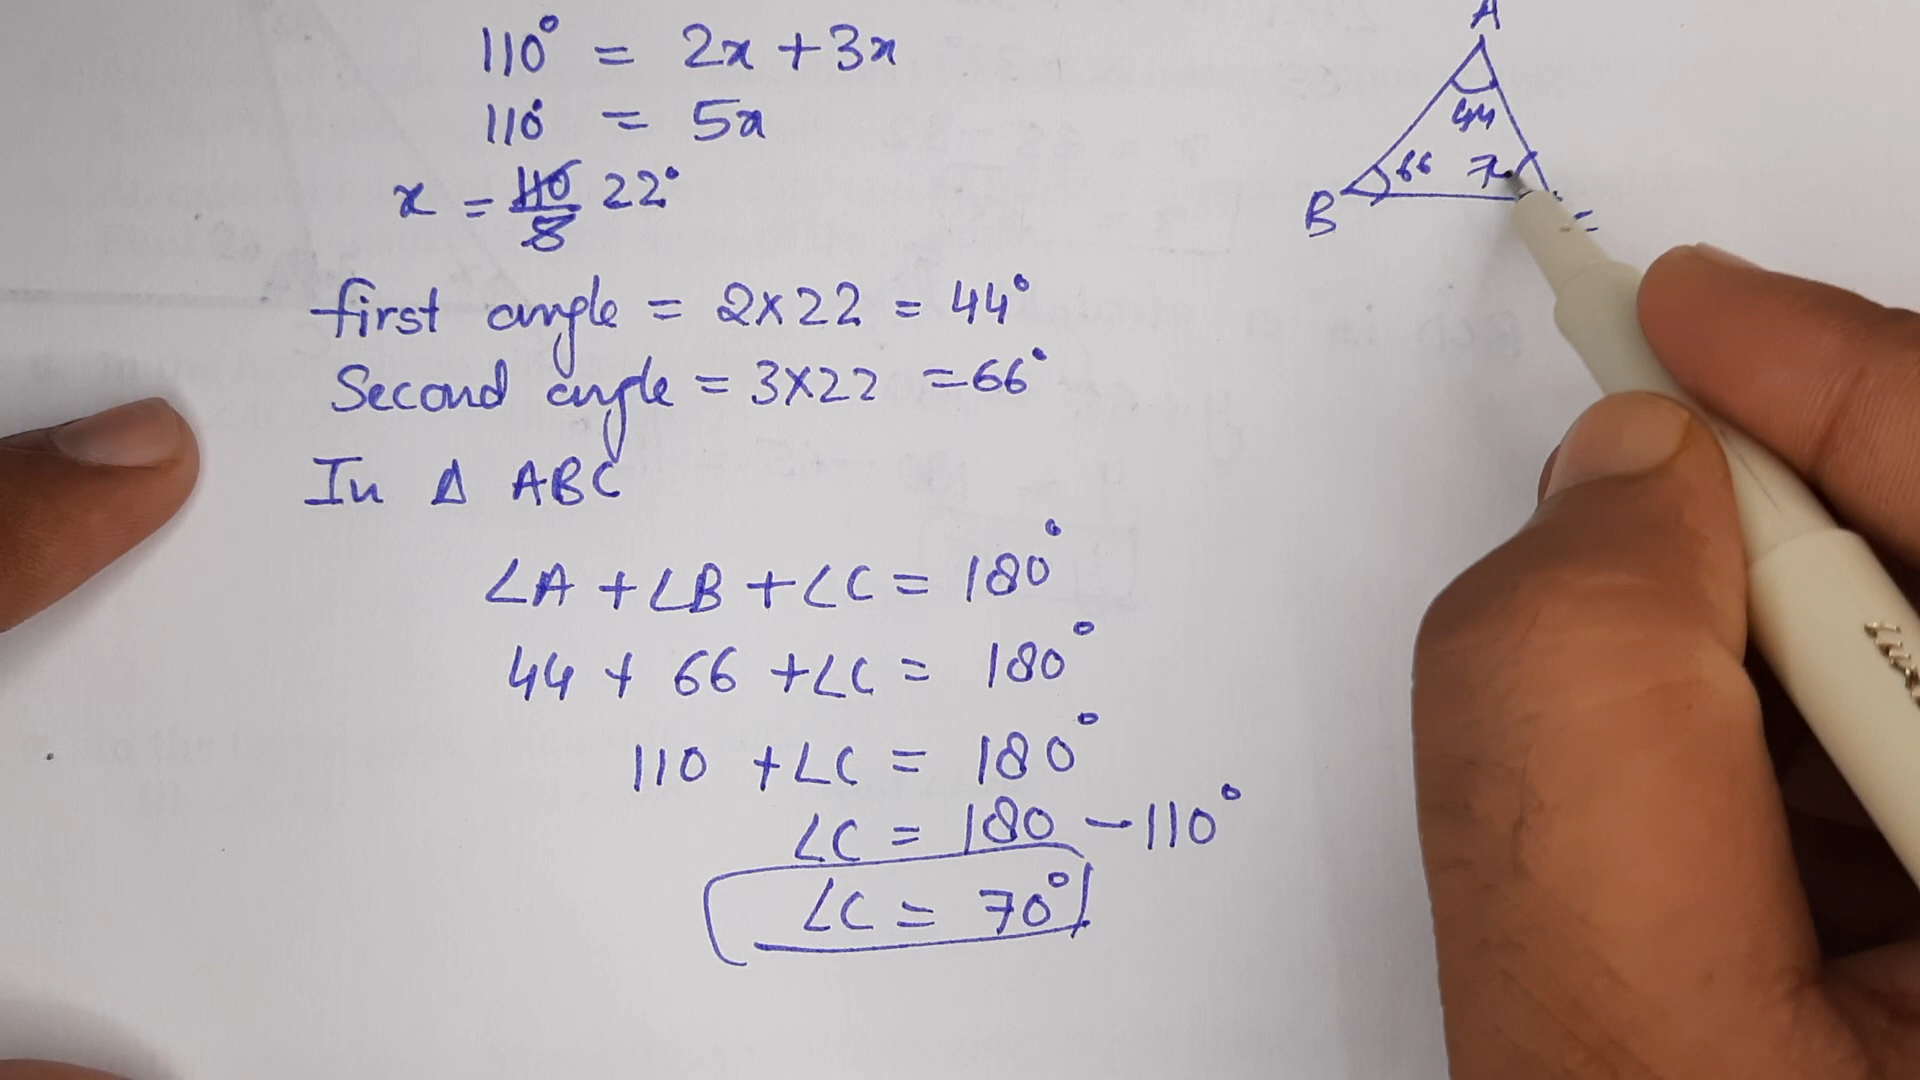 110° = 2x + 3x
110° = 5x
x = 110/5 22°
first angle = 2×22 = 44°
Second angle = 3×22 = 66°
In Δ ABC
∠A + ∠B + ∠C = 180°
44 + 66 + ∠C = 180°
110 + ∠C = 180°
∠C = 180 - 110°
∠C = 70°
A
44
66
B